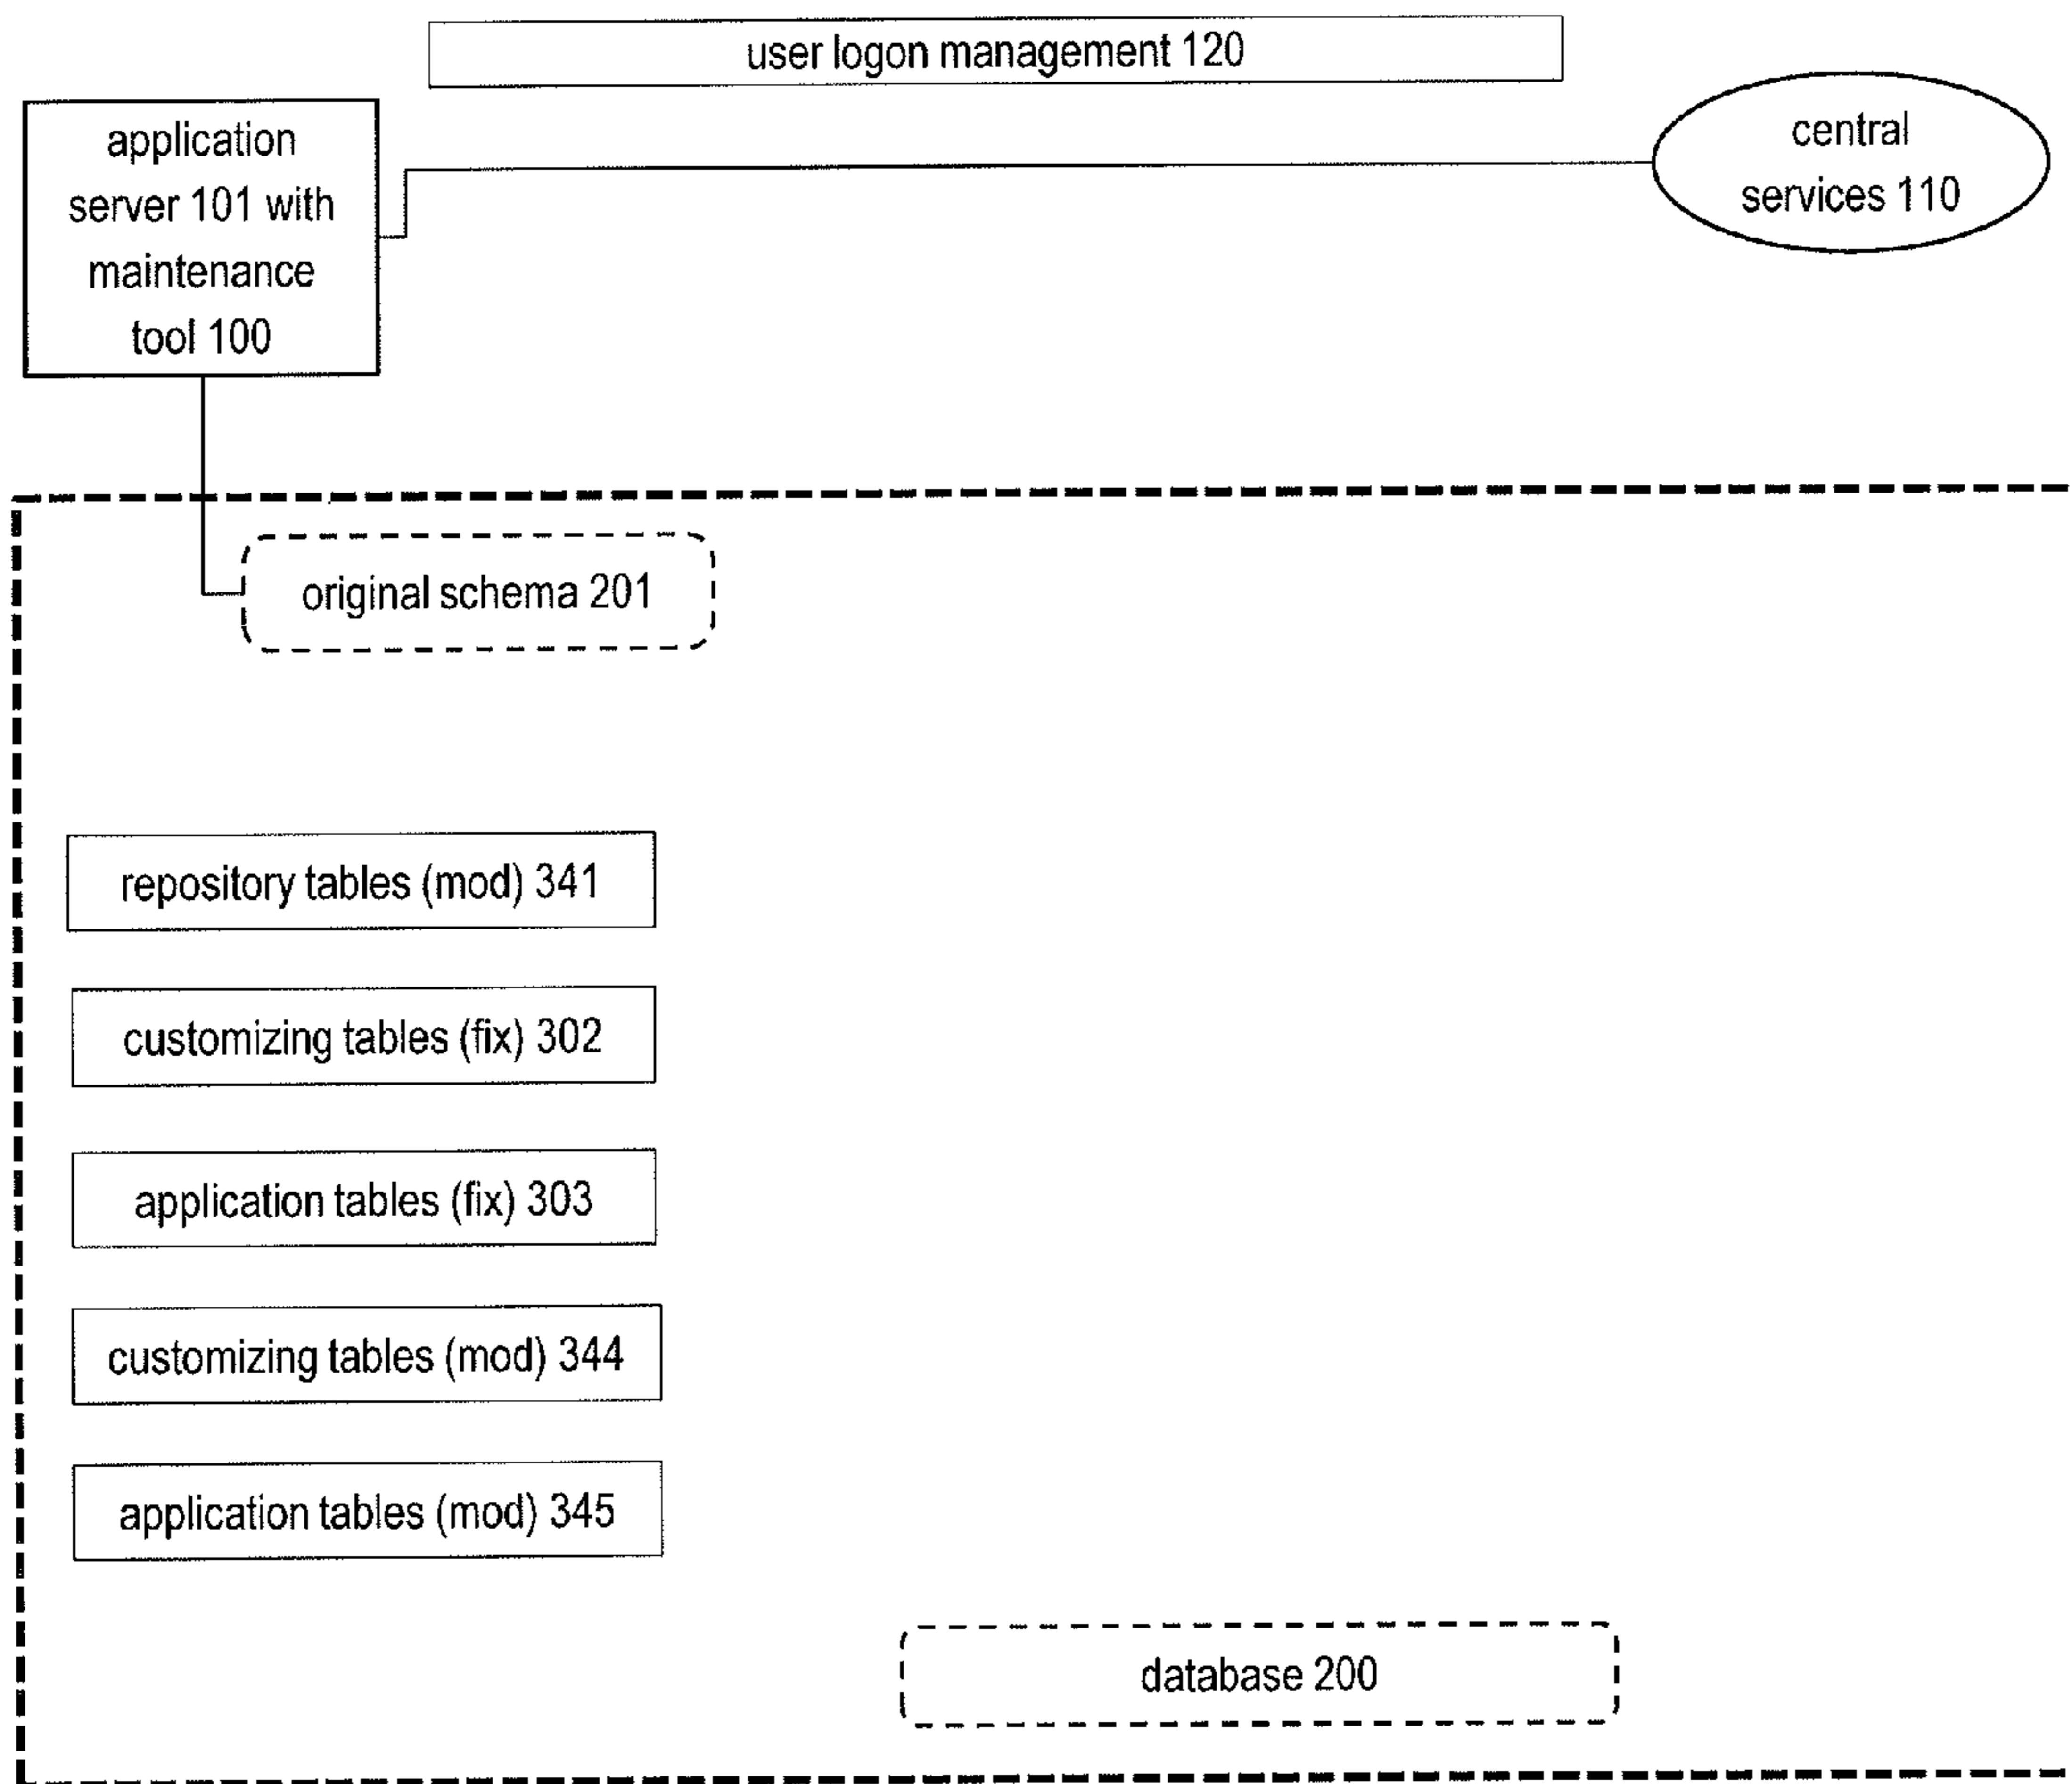 user logon management 120
application
server 101 with
maintenance
tool 100
central
services 110
original schema 201
repository tables (mod) 341
customizing tables (fix) 302
application tables (fix) 303
customizing tables (mod) 344
application tables (mod) 345
database 200